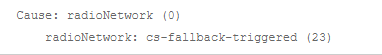 Cause: radioNetwork (0)
radioNetwork: cs-fallback-triggered (23)